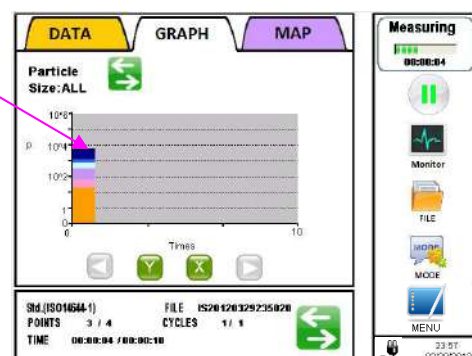 DATA
GRAPH
MAP
Particle
Size:ALL
10^6
10^4
10^2
1
0
0
10
Times
Y
X
Std.(ISO14644-1)
FILE IS20120329235020
POINTS 3 / 4
CYCLES 1/ 1
TIME 00:00:04 /00:00:10
Measuring
00:00:04
Monitor
FILE
MODE
MENU
23:57